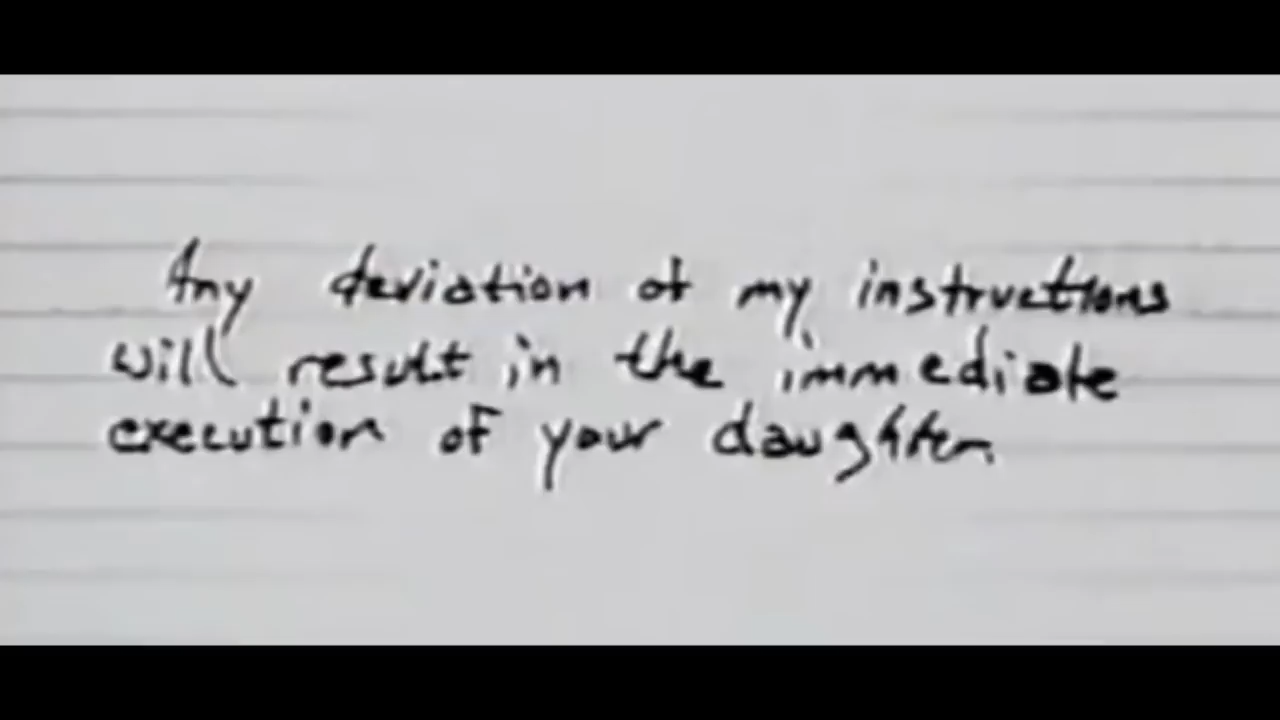 Any deviation of my instructions
will result in the immediate
execution of your daughter.